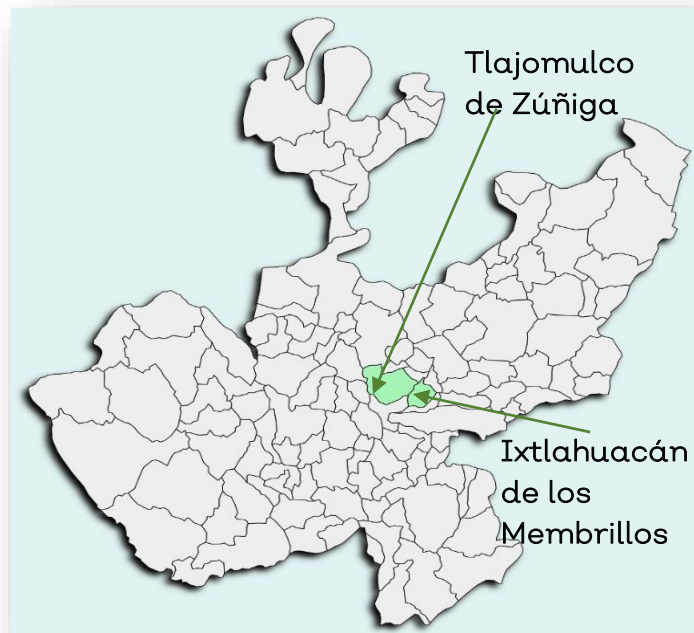 Tlajomulco
de Zúñiga
Ixtlahuacán
de los
Membrillos